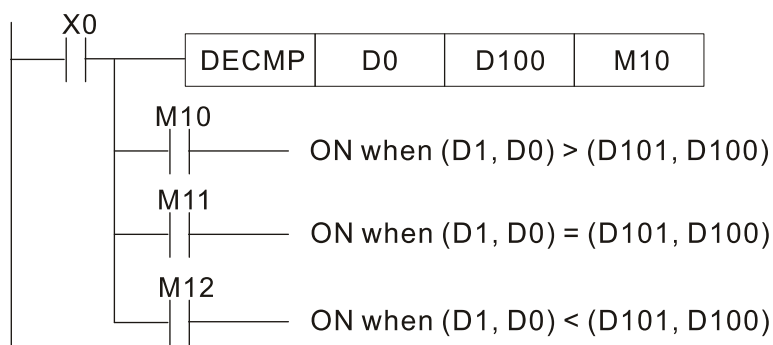 X0
DECMP D0 D100 M10
M10
ON when (D1, D0) > (D101, D100)
M11
ON when (D1, D0) = (D101, D100)
M12
ON when (D1, D0) < (D101, D100)